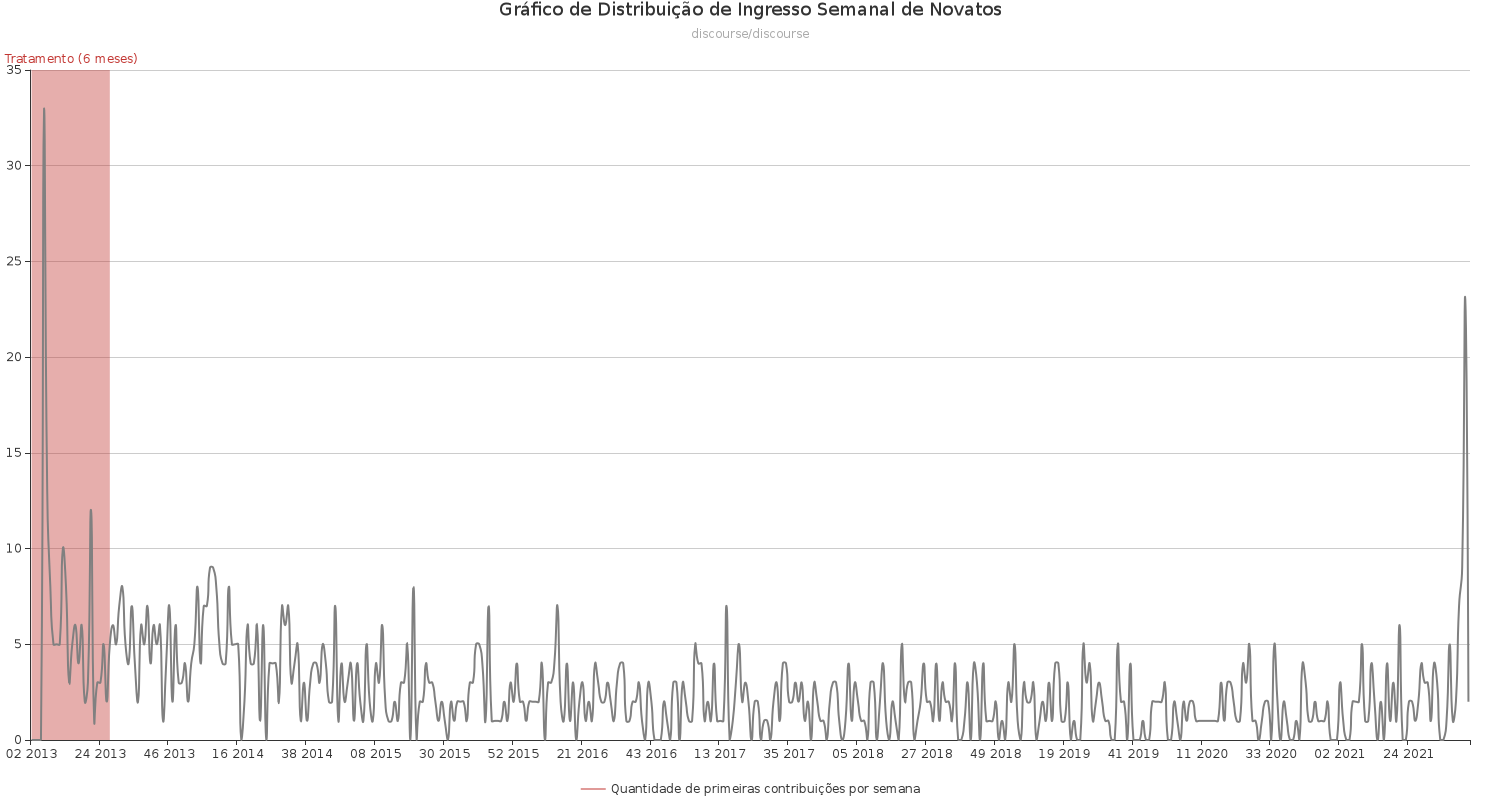 Gráfico de Distribuição de Ingresso Semanal de Novatos
discourse/discourse
Tratamento (6 meses)
35
30
25
20
15
10
5
0
02 2013 24 2013 46 2013 16 2014 38 2014 08 2015 30 2015 52 2015 21 2016 43 2016 13 2017 35 2017 05 2018 27 2018 49 2018 19 2019 41 2019 11 2020 33 2020 02 2021 24 2021
Quantidade de primeiras contribuições por semana